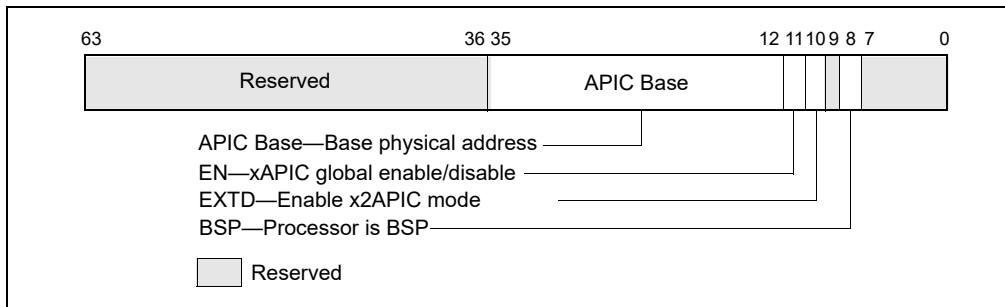 63 36 35 12 11 10 9 8 7 0
Reserved APIC Base
APIC Base—Base physical address
EN—xAPIC global enable/disable
EXTD—Enable x2APIC mode
BSP—Processor is BSP
Reserved